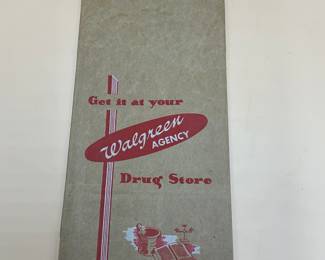 Get it at your
Walgreen
AGENCY
Drug Store